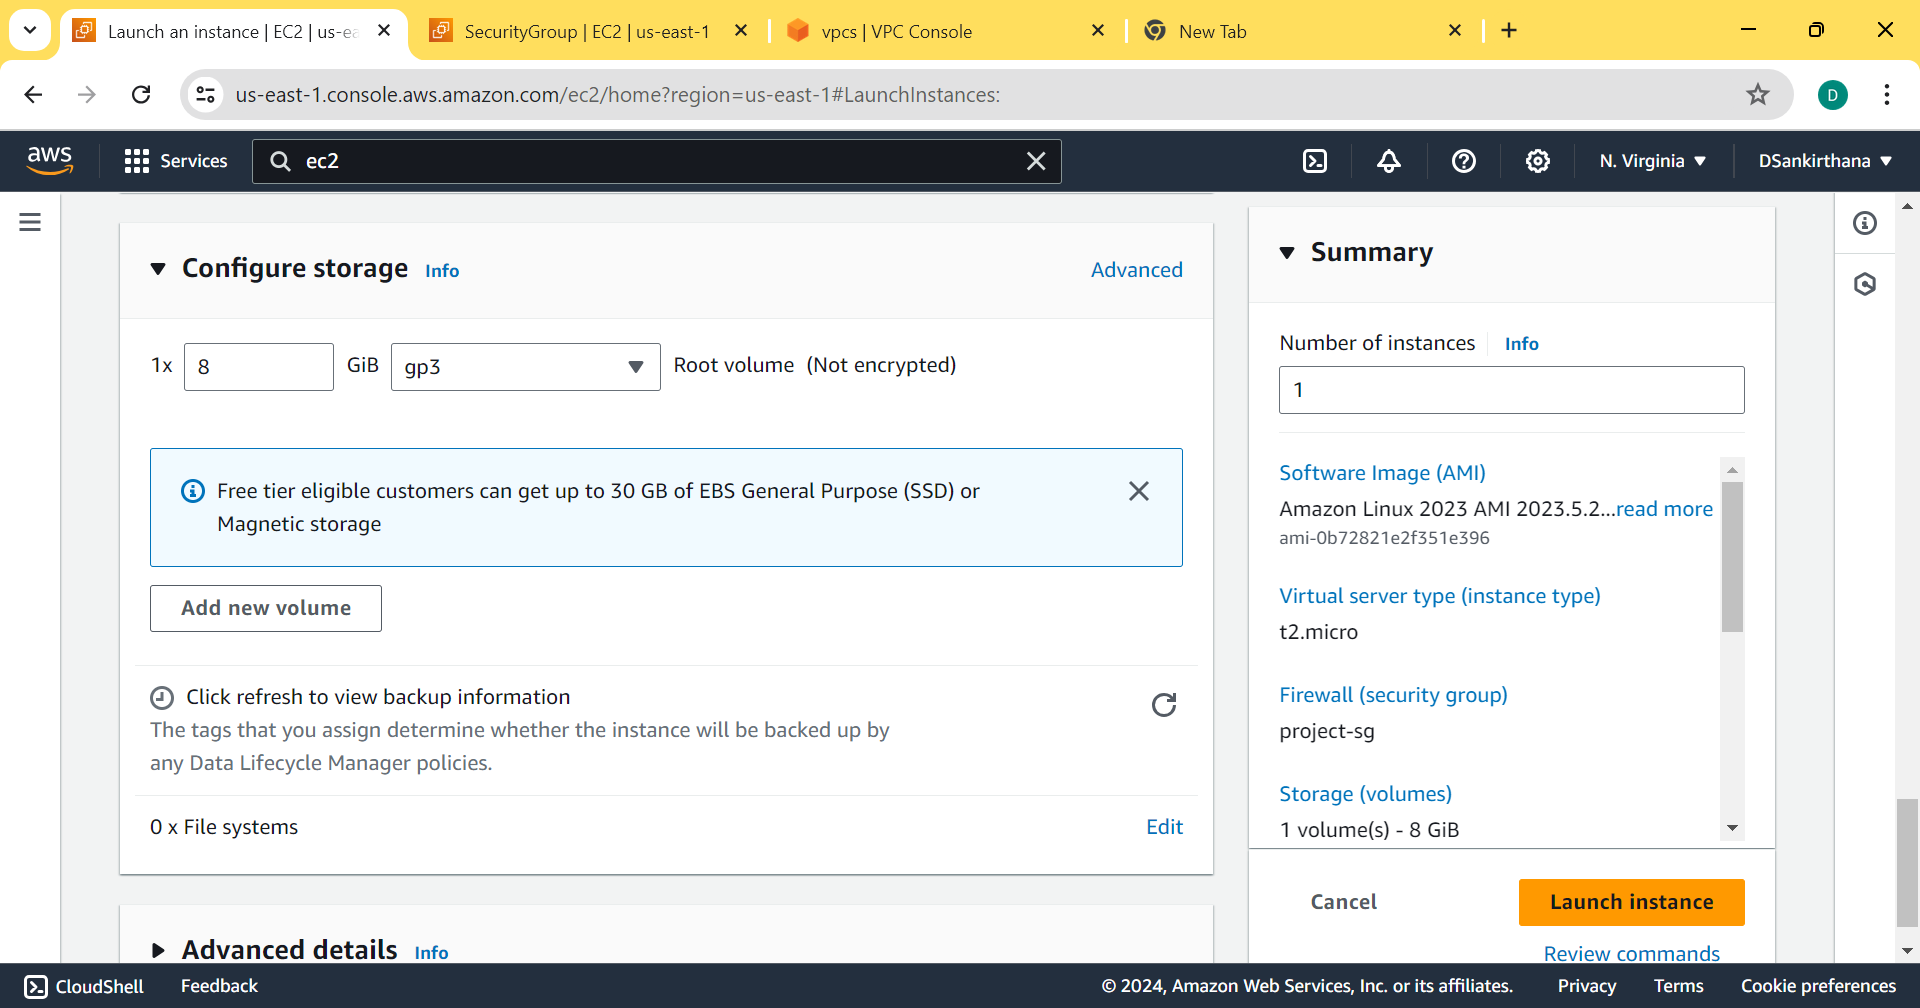 Launch an instance | EC2 | us-ea
SecurityGroup | EC2 | us-east-1
vpcs | VPC Console
New Tab
us-east-1.console.aws.amazon.com/ec2/home?region=us-east-1#LaunchInstances:
D
aws
Services
ec2
N. Virginia
DSankirthana
Configure storage
Info
Advanced
1x
8
GiB
gp3
Root volume (Not encrypted)
Free tier eligible customers can get up to 30 GB of EBS General Purpose (SSD) or
Magnetic storage
Add new volume
Click refresh to view backup information
The tags that you assign determine whether the instance will be backed up by
any Data Lifecycle Manager policies.
0 x File systems
Edit
Advanced details
Info
Summary
Number of instances
Info
1
Software Image (AMI)
Amazon Linux 2023 AMI 2023.5.2...read more
ami-0b72821e2f351e396
Virtual server type (instance type)
t2.micro
Firewall (security group)
project-sg
Storage (volumes)
1 volume(s) - 8 GiB
Cancel
Launch instance
Review commands
CloudShell
Feedback
© 2024, Amazon Web Services, Inc. or its affiliates.
Privacy
Terms
Cookie preferences